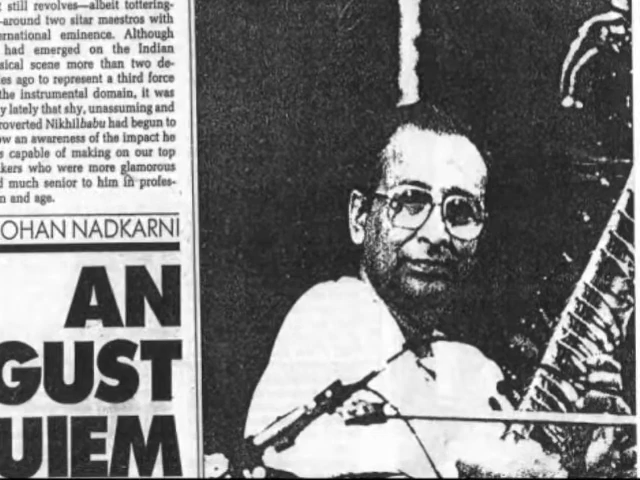 still revolves—albeit tottering-
-around two sitar maestros with
ernational eminence. Although
had emerged on the Indian
sical scene more than two de-
es ago to represent a third force
the instrumental domain, it was
y lately that shy, unassuming and
roverted Nikhilbabu had begun to
ow an awareness of the impact he
s capable of making on our top
kers who were more glamorous
d much senior to him in profes-
n and age.
OHAN NADKARNI
AN
GUST
UIEM